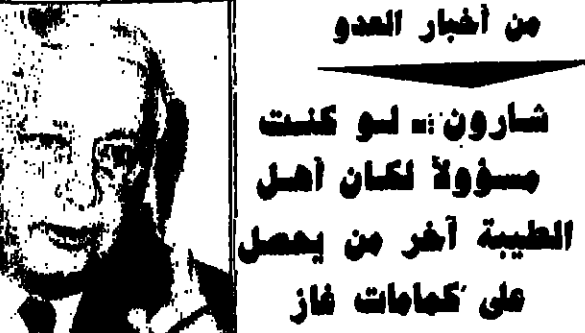 من أخبار العدو
شارون: لو كنت
مسؤولاً لكان أهل
الطيبة آخر من يحصل
على كمامات غاز